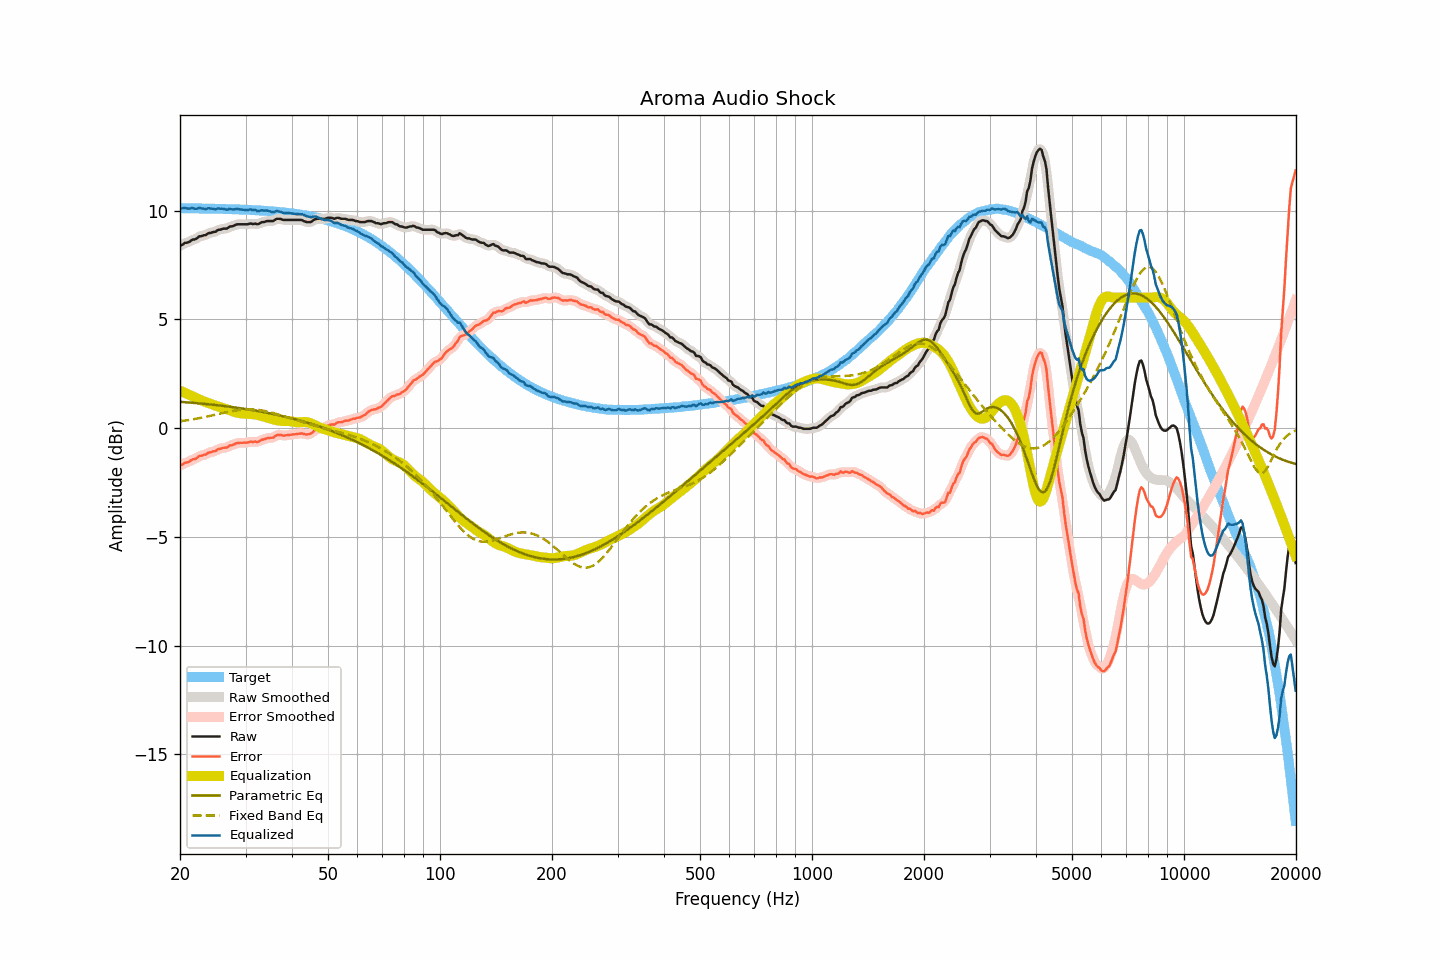 Aroma Audio Shock
Amplitude (dBr)
10
5
0
−5
−10
−15
Target
Raw Smoothed
Error Smoothed
Raw
Error
Equalization
Parametric Eq
Fixed Band Eq
Equalized
20 50 100 200 500 1000 2000 5000 10000 20000
Frequency (Hz)